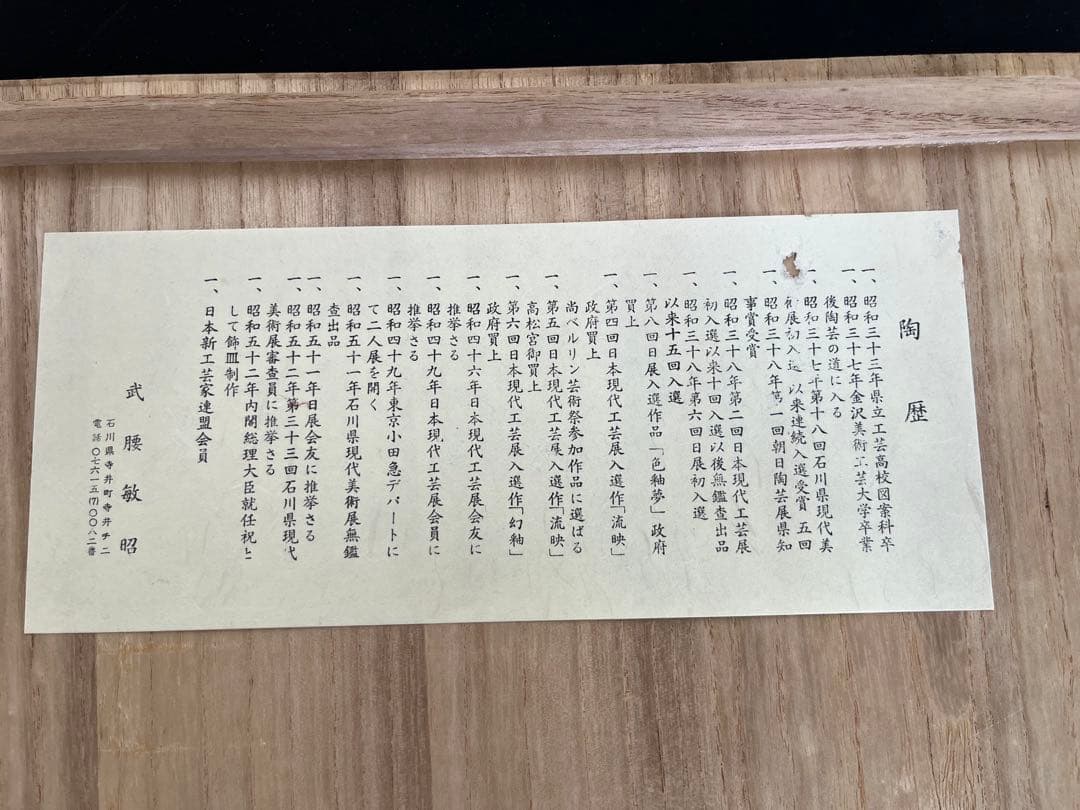 陶歴
一、昭和三十三年県立工芸高校図案科卒
一、昭和三十七年金沢美術工芸大学卒業
後陶芸の道に入る
一、昭和三十七年第十八回石川県現代美
展初入選 以来連続入選受賞 五回
一、昭和三十八年第一回朝日陶芸展県知
事賞受賞
一、昭和三十八年第二回日本現代工芸展
初入選以来十回入選以後無鑑査出品
一、昭和三十八年第六回日展初入選
以来十五回入選
一、第八回日展入選作品「色釉夢」政府
買上
一、第四回日本現代工芸展入選作「流映」
政府買上
尚ベルリン芸術祭参加作品に選ばる
一、第五回日本現代工芸展入選作「流映」
高松宮御買上
一、第六回日本現代工芸展入選作「幻釉」
政府買上
一、昭和四十六年日本現代工芸展会友に
推挙さる
一、昭和四十九年日本現代工芸展会員に
推挙さる
一、昭和四十九年東京小田急デパートに
て二人展を開く
一、昭和五十一年石川県現代美術展無鑑
査出品
一、昭和五十一年日展会友に推挙さる
一、昭和五十二年第三十三回石川県現代
美術展審査員に推挙さる
一、昭和五十二年内閣総理大臣就任祝と
して飾皿制作
一、日本新工芸家連盟会員
武腰敏昭
石川県寺井町寺井チ二
電話〇七六一五(7)〇〇八二番